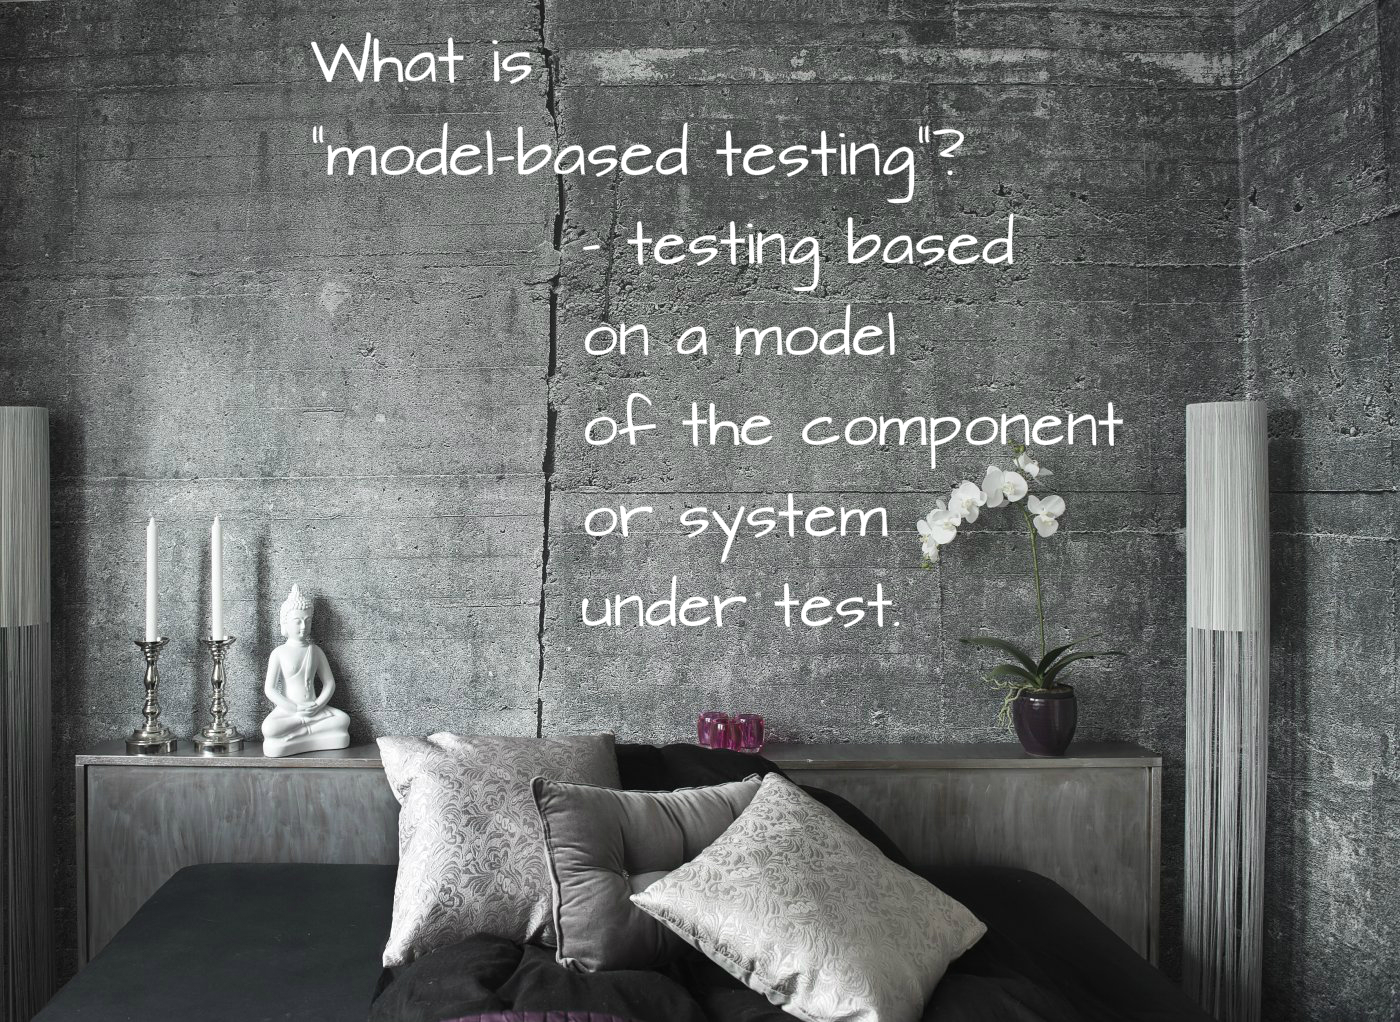 What is
"model-based testing"?
- testing based
on a model
of the component
or system
under test.